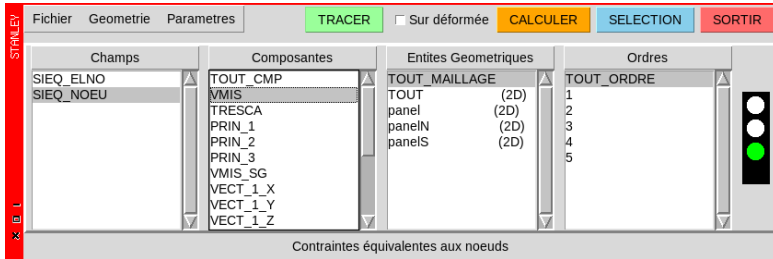 STANLEY
Fichier Geometrie Parametres TRACER Sur déformée CALCULER SELECTION SORTIR
Champs Composantes Entites Geometriques Ordres
SIEQ_ELNO TOUT_CMP TOUT_MAILLAGE TOUT_ORDRE
SIEQ_NOEU VMIS TOUT (2D) 1
TRESCA panel (2D) 2
PRIN_1 panelN (2D) 3
PRIN_2 panelS (2D) 4
PRIN_3 5
VMIS_SG
VECT_1_X
VECT_1_Y
VECT_1_Z
Contraintes équivalentes aux noeuds